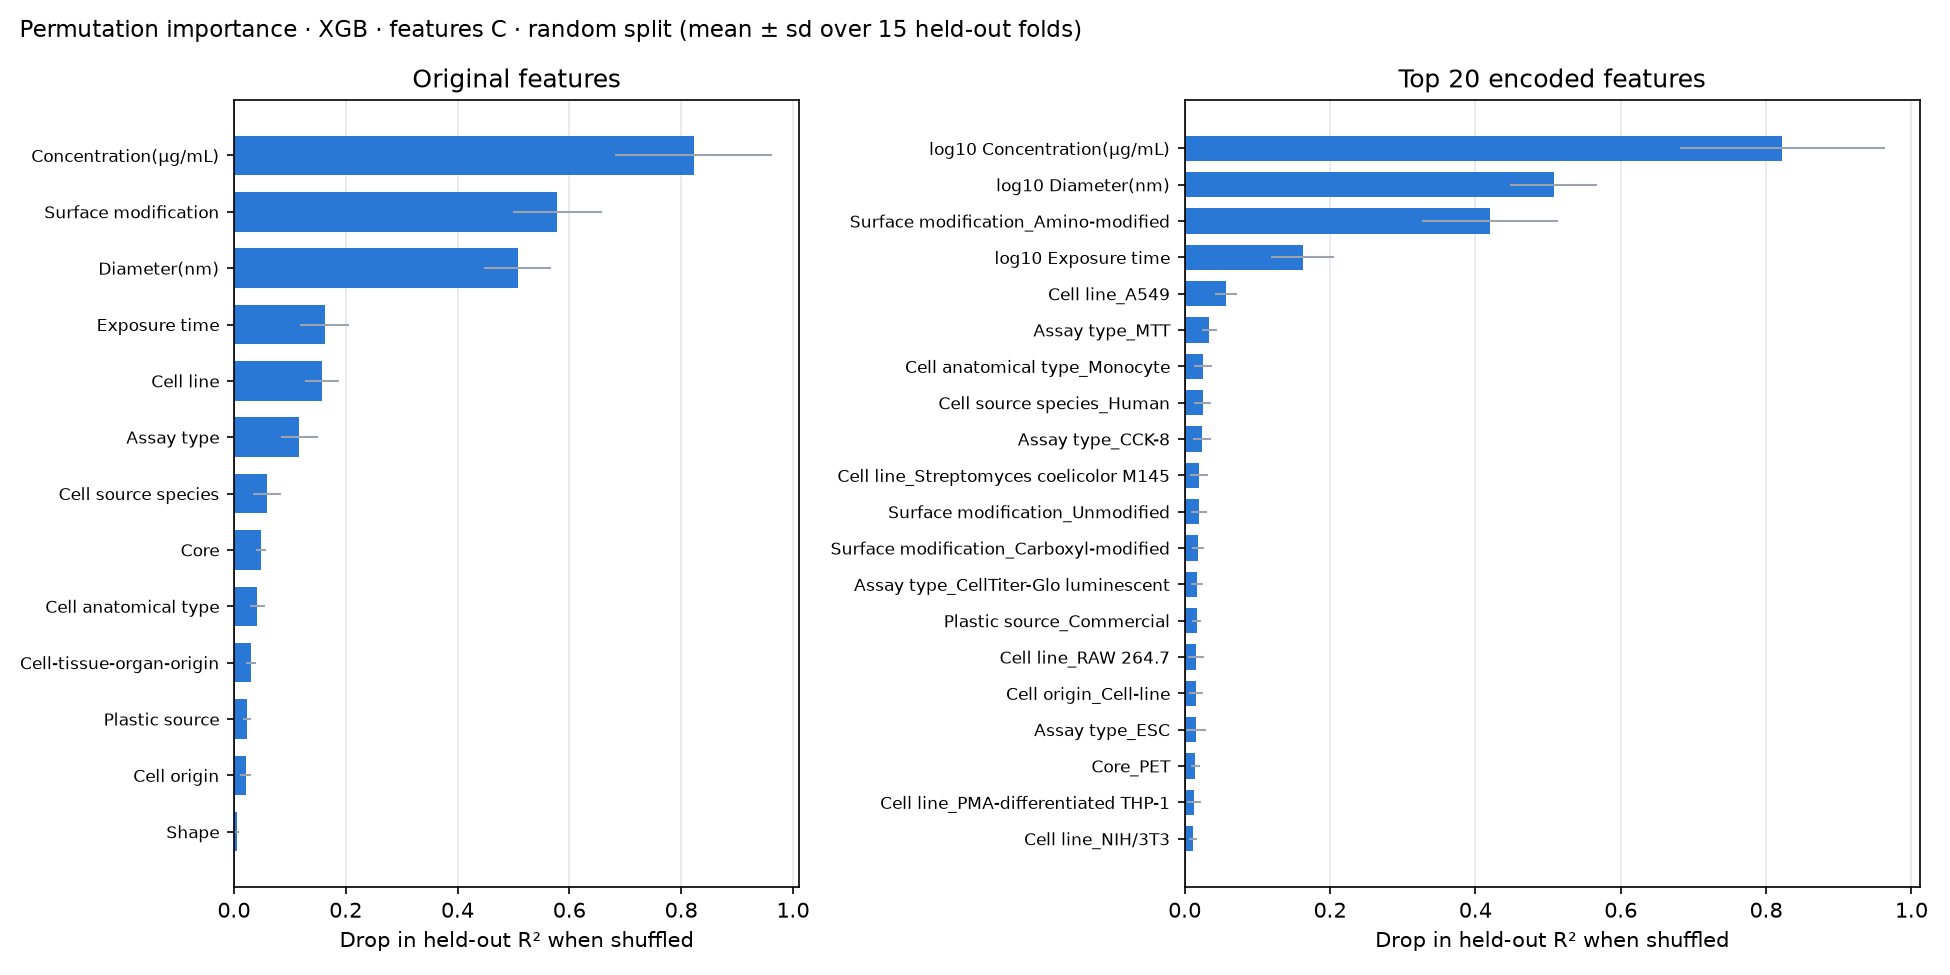 Permutation importance · XGB · features C · random split (mean ± sd over 15 held-out folds)
Original features
Concentration(µg/mL)
Surface modification
Diameter(nm)
Exposure time
Cell line
Assay type
Cell source species
Core
Cell anatomical type
Cell-tissue-organ-origin
Plastic source
Cell origin
Shape
0.0 0.2 0.4 0.6 0.8 1.0
Drop in held-out R² when shuffled
Top 20 encoded features
log10 Concentration(µg/mL)
log10 Diameter(nm)
Surface modification_Amino-modified
log10 Exposure time
Cell line_A549
Assay type_MTT
Cell anatomical type_Monocyte
Cell source species_Human
Assay type_CCK-8
Cell line_Streptomyces coelicolor M145
Surface modification_Unmodified
Surface modification_Carboxyl-modified
Assay type_CellTiter-Glo luminescent
Plastic source_Commercial
Cell line_RAW 264.7
Cell origin_Cell-line
Assay type_ESC
Core_PET
Cell line_PMA-differentiated THP-1
Cell line_NIH/3T3
0.0 0.2 0.4 0.6 0.8 1.0
Drop in held-out R² when shuffled